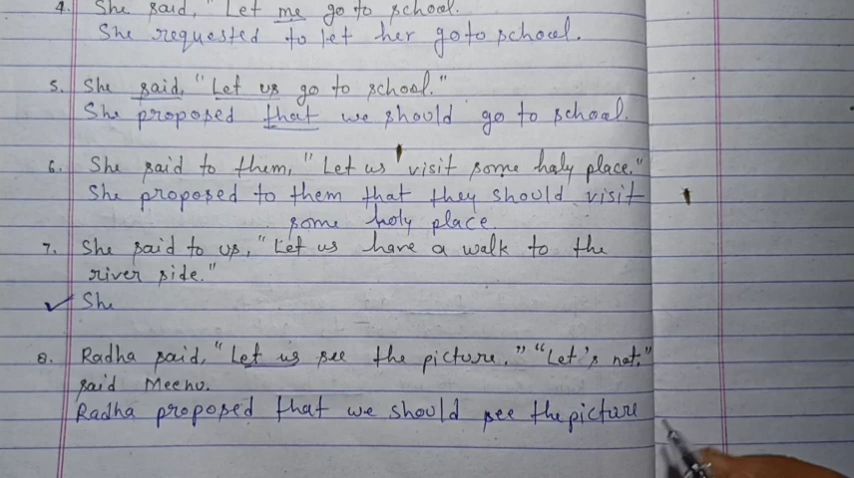 4. She said, "Let me go to school.
She requested to let her go to school.
5. She said, "Let us go to school."
She proposed that we should go to school.
6. She said to them, "Let us visit some holy place."
She proposed to them that they should visit
some holy place.
7. She said to us, "Let us have a walk to the
river side."
She
8. Radha said, "Let us see the picture." "Let's not,"
said Meenu.
Radha proposed that we should see the picture